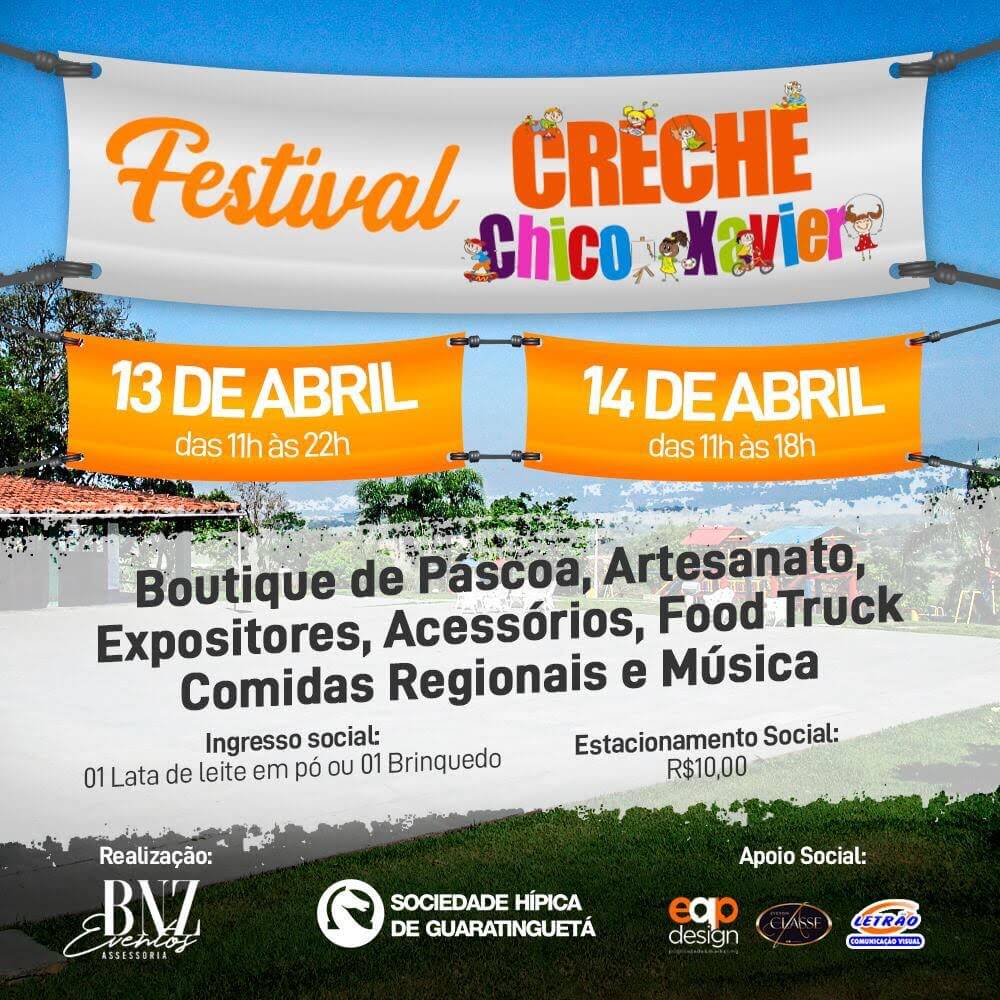 Festival
CRECHE
Chico Xavier
13 DE ABRIL
das 11h às 22h
14 DE ABRIL
das 11h às 18h
Boutique de Páscoa, Artesanato,
Expositores, Acessórios, Food Truck
Comidas Regionais e Música
Ingresso social:
01 Lata de leite em pó ou 01 Brinquedo
Estacionamento Social:
R$10,00
Realização:
BNZ
Eventos
ASSESSORIA
SOCIEDADE HÍPICA
DE GUARATINGUETÁ
Apoio Social:
eqp
design
CLASSE
LETRÃO
COMUNICAÇÃO VISUAL